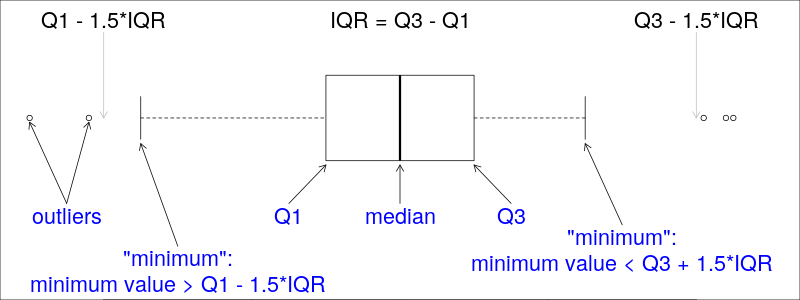 Q1 - 1.5*IQR
IQR = Q3 - Q1
Q3 - 1.5*IQR
outliers
Q1
median
Q3
"minimum":
minimum value > Q1 - 1.5*IQR
"minimum":
minimum value < Q3 + 1.5*IQR